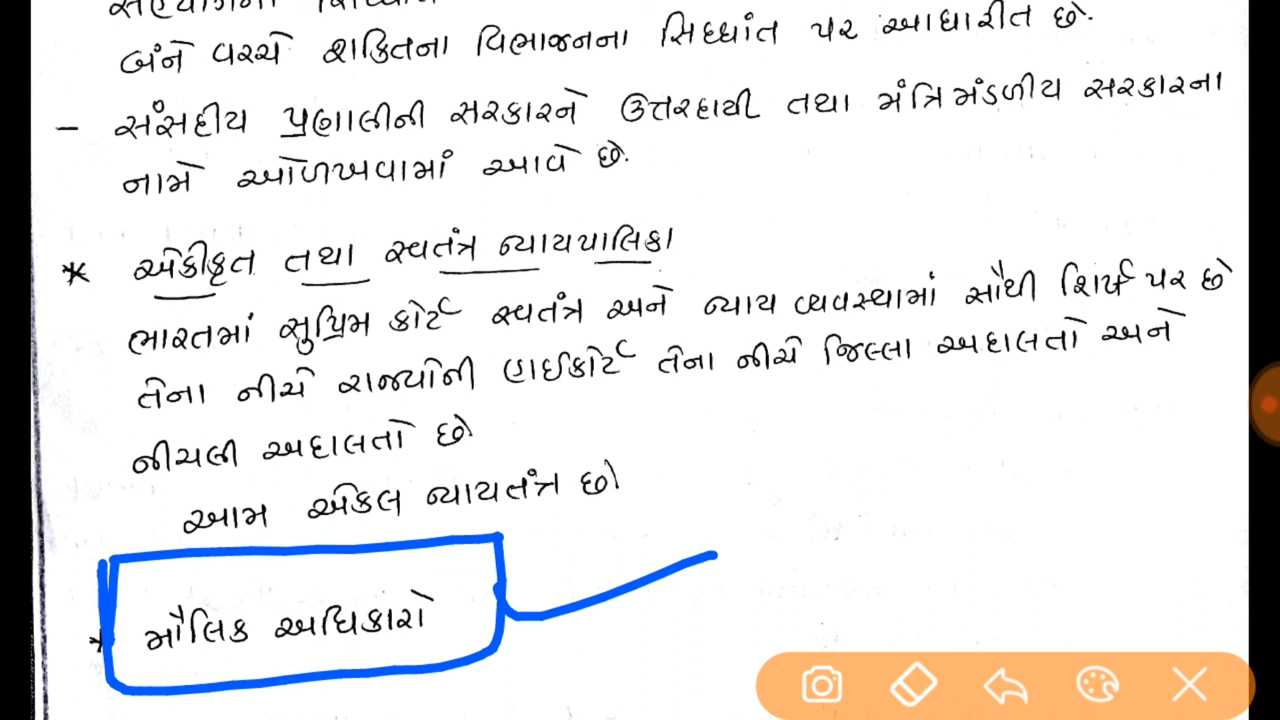 બંને વચ્ચે શક્તિના વિભાજનના સિધ્ધાંત પર આધારીત છે.
- સંસદીય પ્રણાલીની સરકારને ઉત્તરદાયી તથા મંત્રિમંડળીય સરકારના
નામે ઓળખવામાં આવે છે.
* એકીકૃત તથા સ્વતંત્ર ન્યાયપાલિકા
ભારતમાં સુપ્રિમ કોર્ટ સ્વતંત્ર અને ન્યાય વ્યવસ્થામાં સૌથી શિર્ષ પર છે
તેના નીચે રાજ્યોની હાઈકોર્ટ તેના નીચે જિલ્લા અદાલતો અને
નીચલી અદાલતો છે
આમ એકલ ન્યાયતંત્ર છે
* મૌલિક અધિકારો